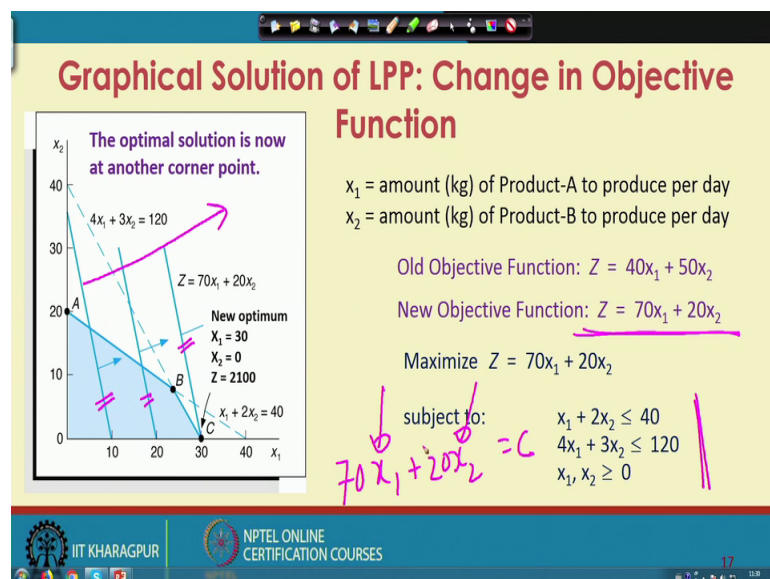 Graphical Solution of LPP: Change in Objective
Function
The optimal solution is now
at another corner point.
x₂
40
30
20
10
0
10
20
30
40
x₁
4x₁ + 3x₂ = 120
Z = 70x₁ + 20x₂
New optimum
X₁ = 30
X₂ = 0
Z = 2100
A
B
C
x₁ + 2x₂ = 40
x₁ = amount (kg) of Product-A to produce per day
x₂ = amount (kg) of Product-B to produce per day
Old Objective Function: Z = 40x₁ + 50x₂
New Objective Function: Z = 70x₁ + 20x₂
Maximize Z = 70x₁ + 20x₂
subject to:
x₁ + 2x₂ ≤ 40
4x₁ + 3x₂ ≤ 120
x₁, x₂ ≥ 0
70x₁ + 20x₂ = C
IIT KHARAGPUR
NPTEL ONLINE
CERTIFICATION COURSES
17
11:39